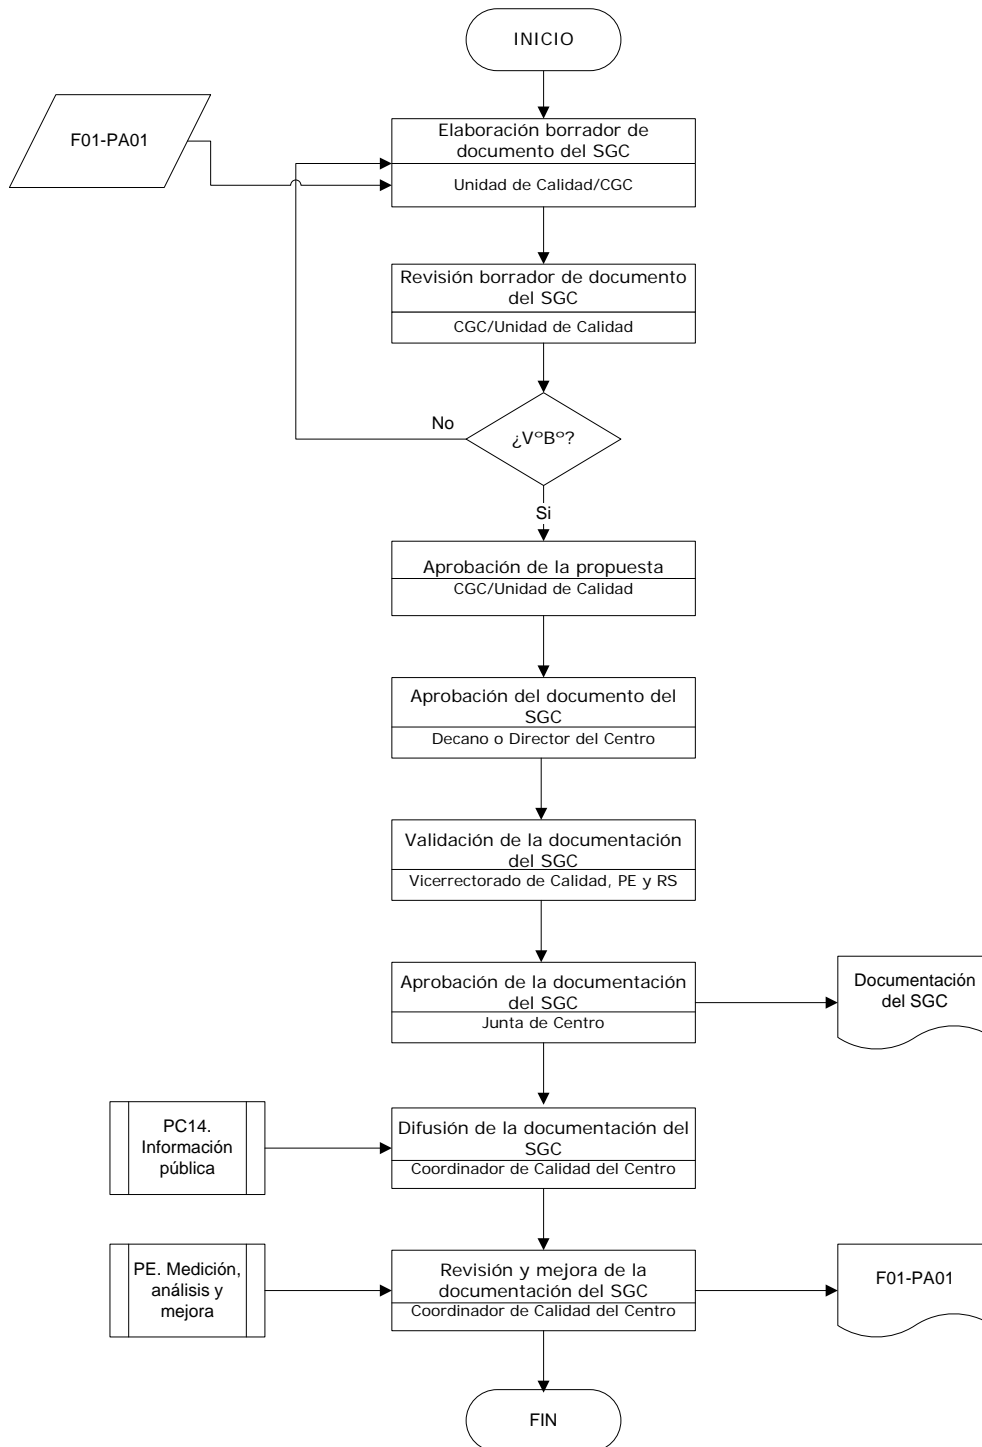 INICIO
F01-PA01
Elaboración borrador de
documento del SGC
Unidad de Calidad/CGC
Revisión borrador de documento
del SGC
CGC/Unidad de Calidad
No
¿VºBº?
Si
Aprobación de la propuesta
CGC/Unidad de Calidad
Aprobación del documento del
SGC
Decano o Director del Centro
Validación de la documentación
del SGC
Vicerrectorado de Calidad, PE y RS
Aprobación de la documentación
del SGC
Junta de Centro
Documentación
del SGC
PC14.
Información
pública
Difusión de la documentación del
SGC
Coordinador de Calidad del Centro
PE. Medición,
análisis y
mejora
Revisión y mejora de la
documentación del SGC
Coordinador de Calidad del Centro
F01-PA01
FIN